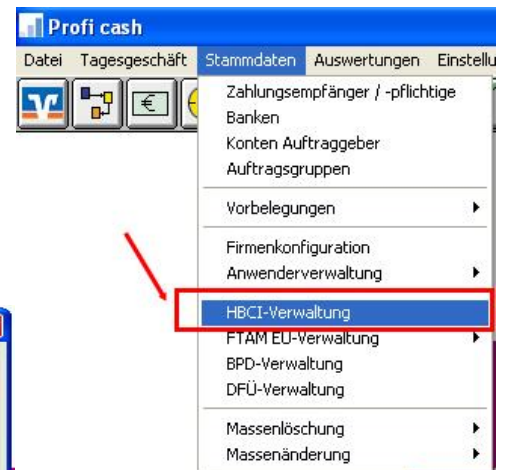 Profi cash
Datei Tagesgeschäft Stammdaten Auswertungen Einstellu
Zahlungsempfänger / -pflichtige
Banken
Konten Auftraggeber
Auftragsgruppen
Vorbelegungen
Firmenkonfiguration
Anwenderverwaltung
HBCI-Verwaltung
FTAM EU-Verwaltung
BPD-Verwaltung
DFÜ-Verwaltung
Massenlöschung
Massenänderung